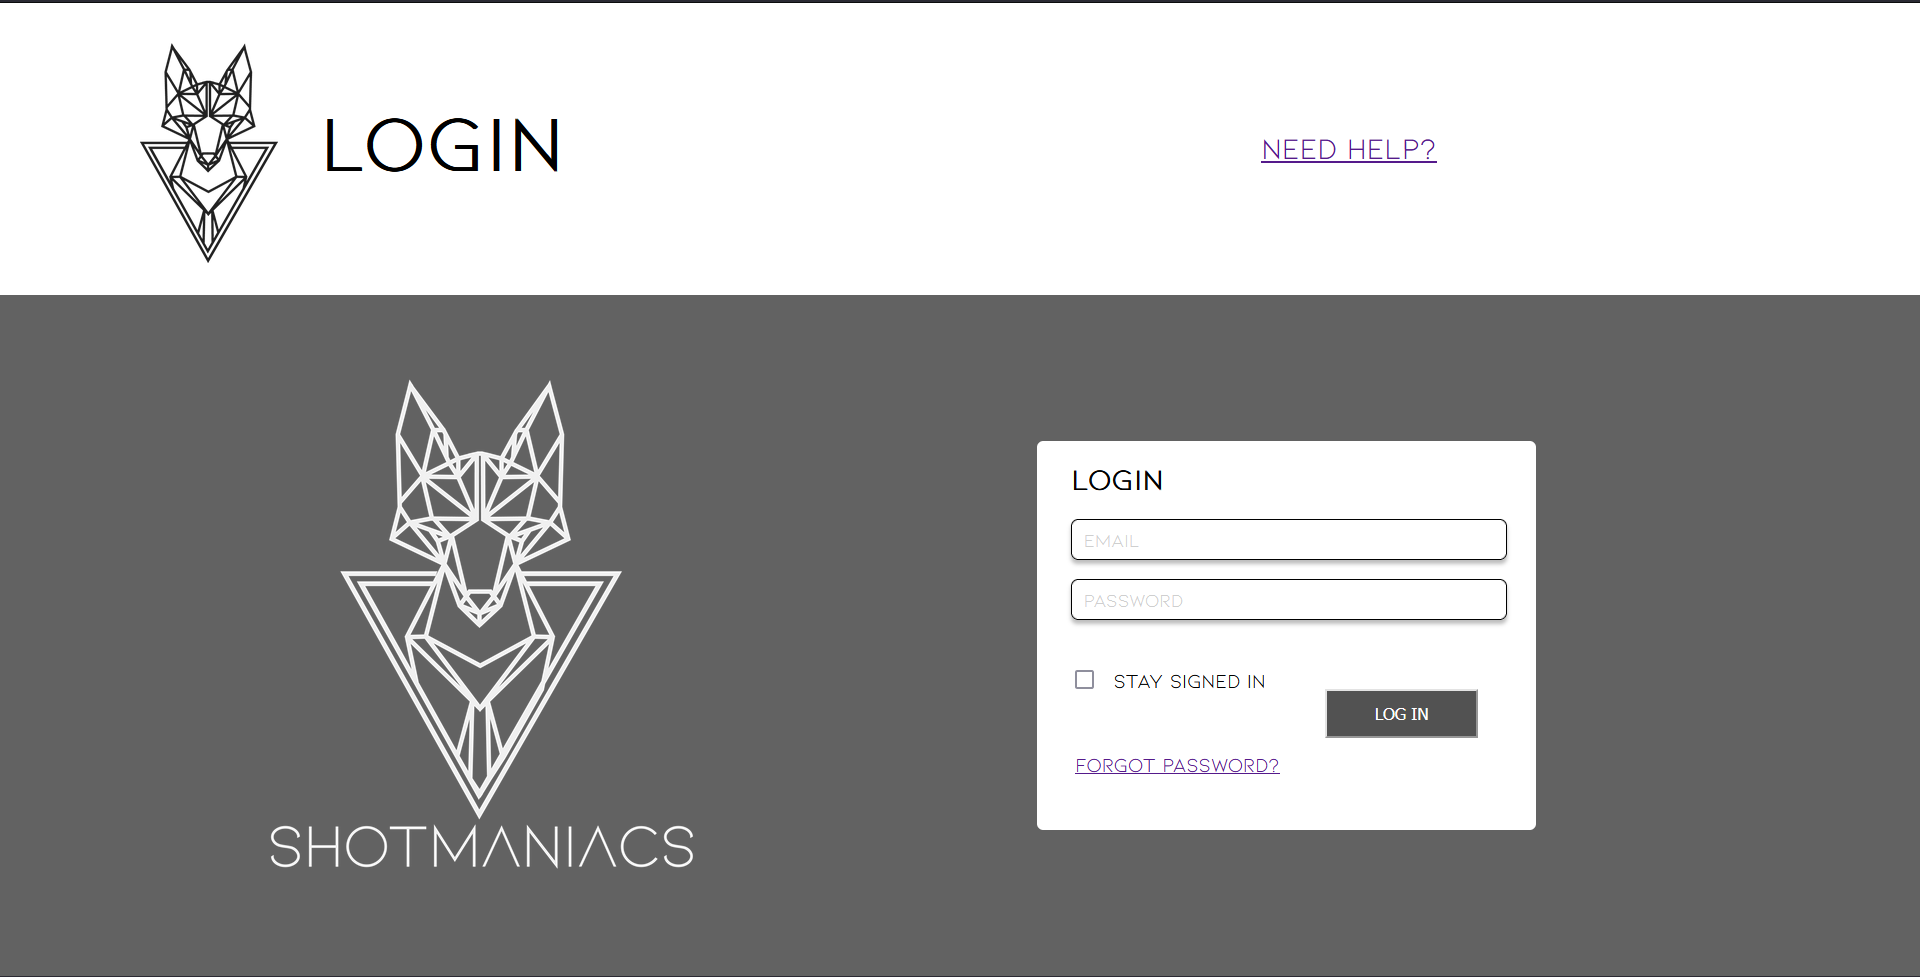 LOGIN
NEED HELP?
SHOTMANIACS
LOGIN
EMAIL
PASSWORD
STAY SIGNED IN
LOG IN
FORGOT PASSWORD?